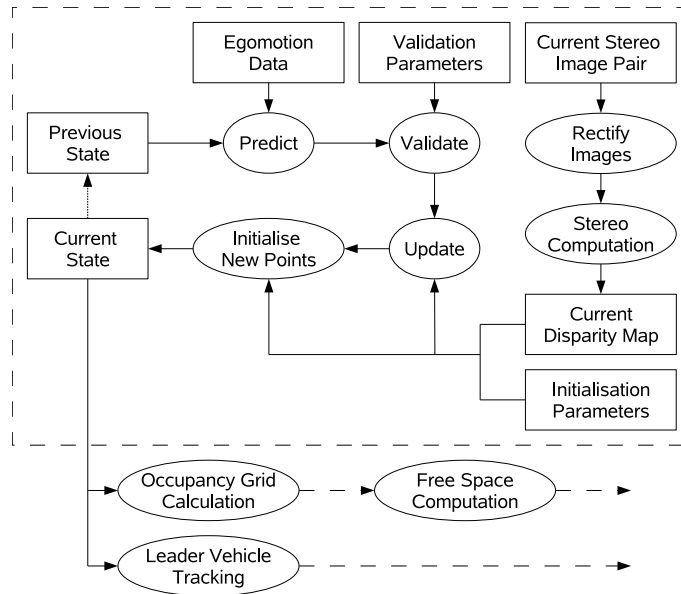 Egomotion
Data
Validation
Parameters
Current Stereo
Image Pair
Previous
State
Predict
Validate
Rectify
Images
Current
State
Initialise
New Points
Update
Stereo
Computation
Current
Disparity Map
Initialisation
Parameters
Occupancy Grid
Calculation
Free Space
Computation
Leader Vehicle
Tracking